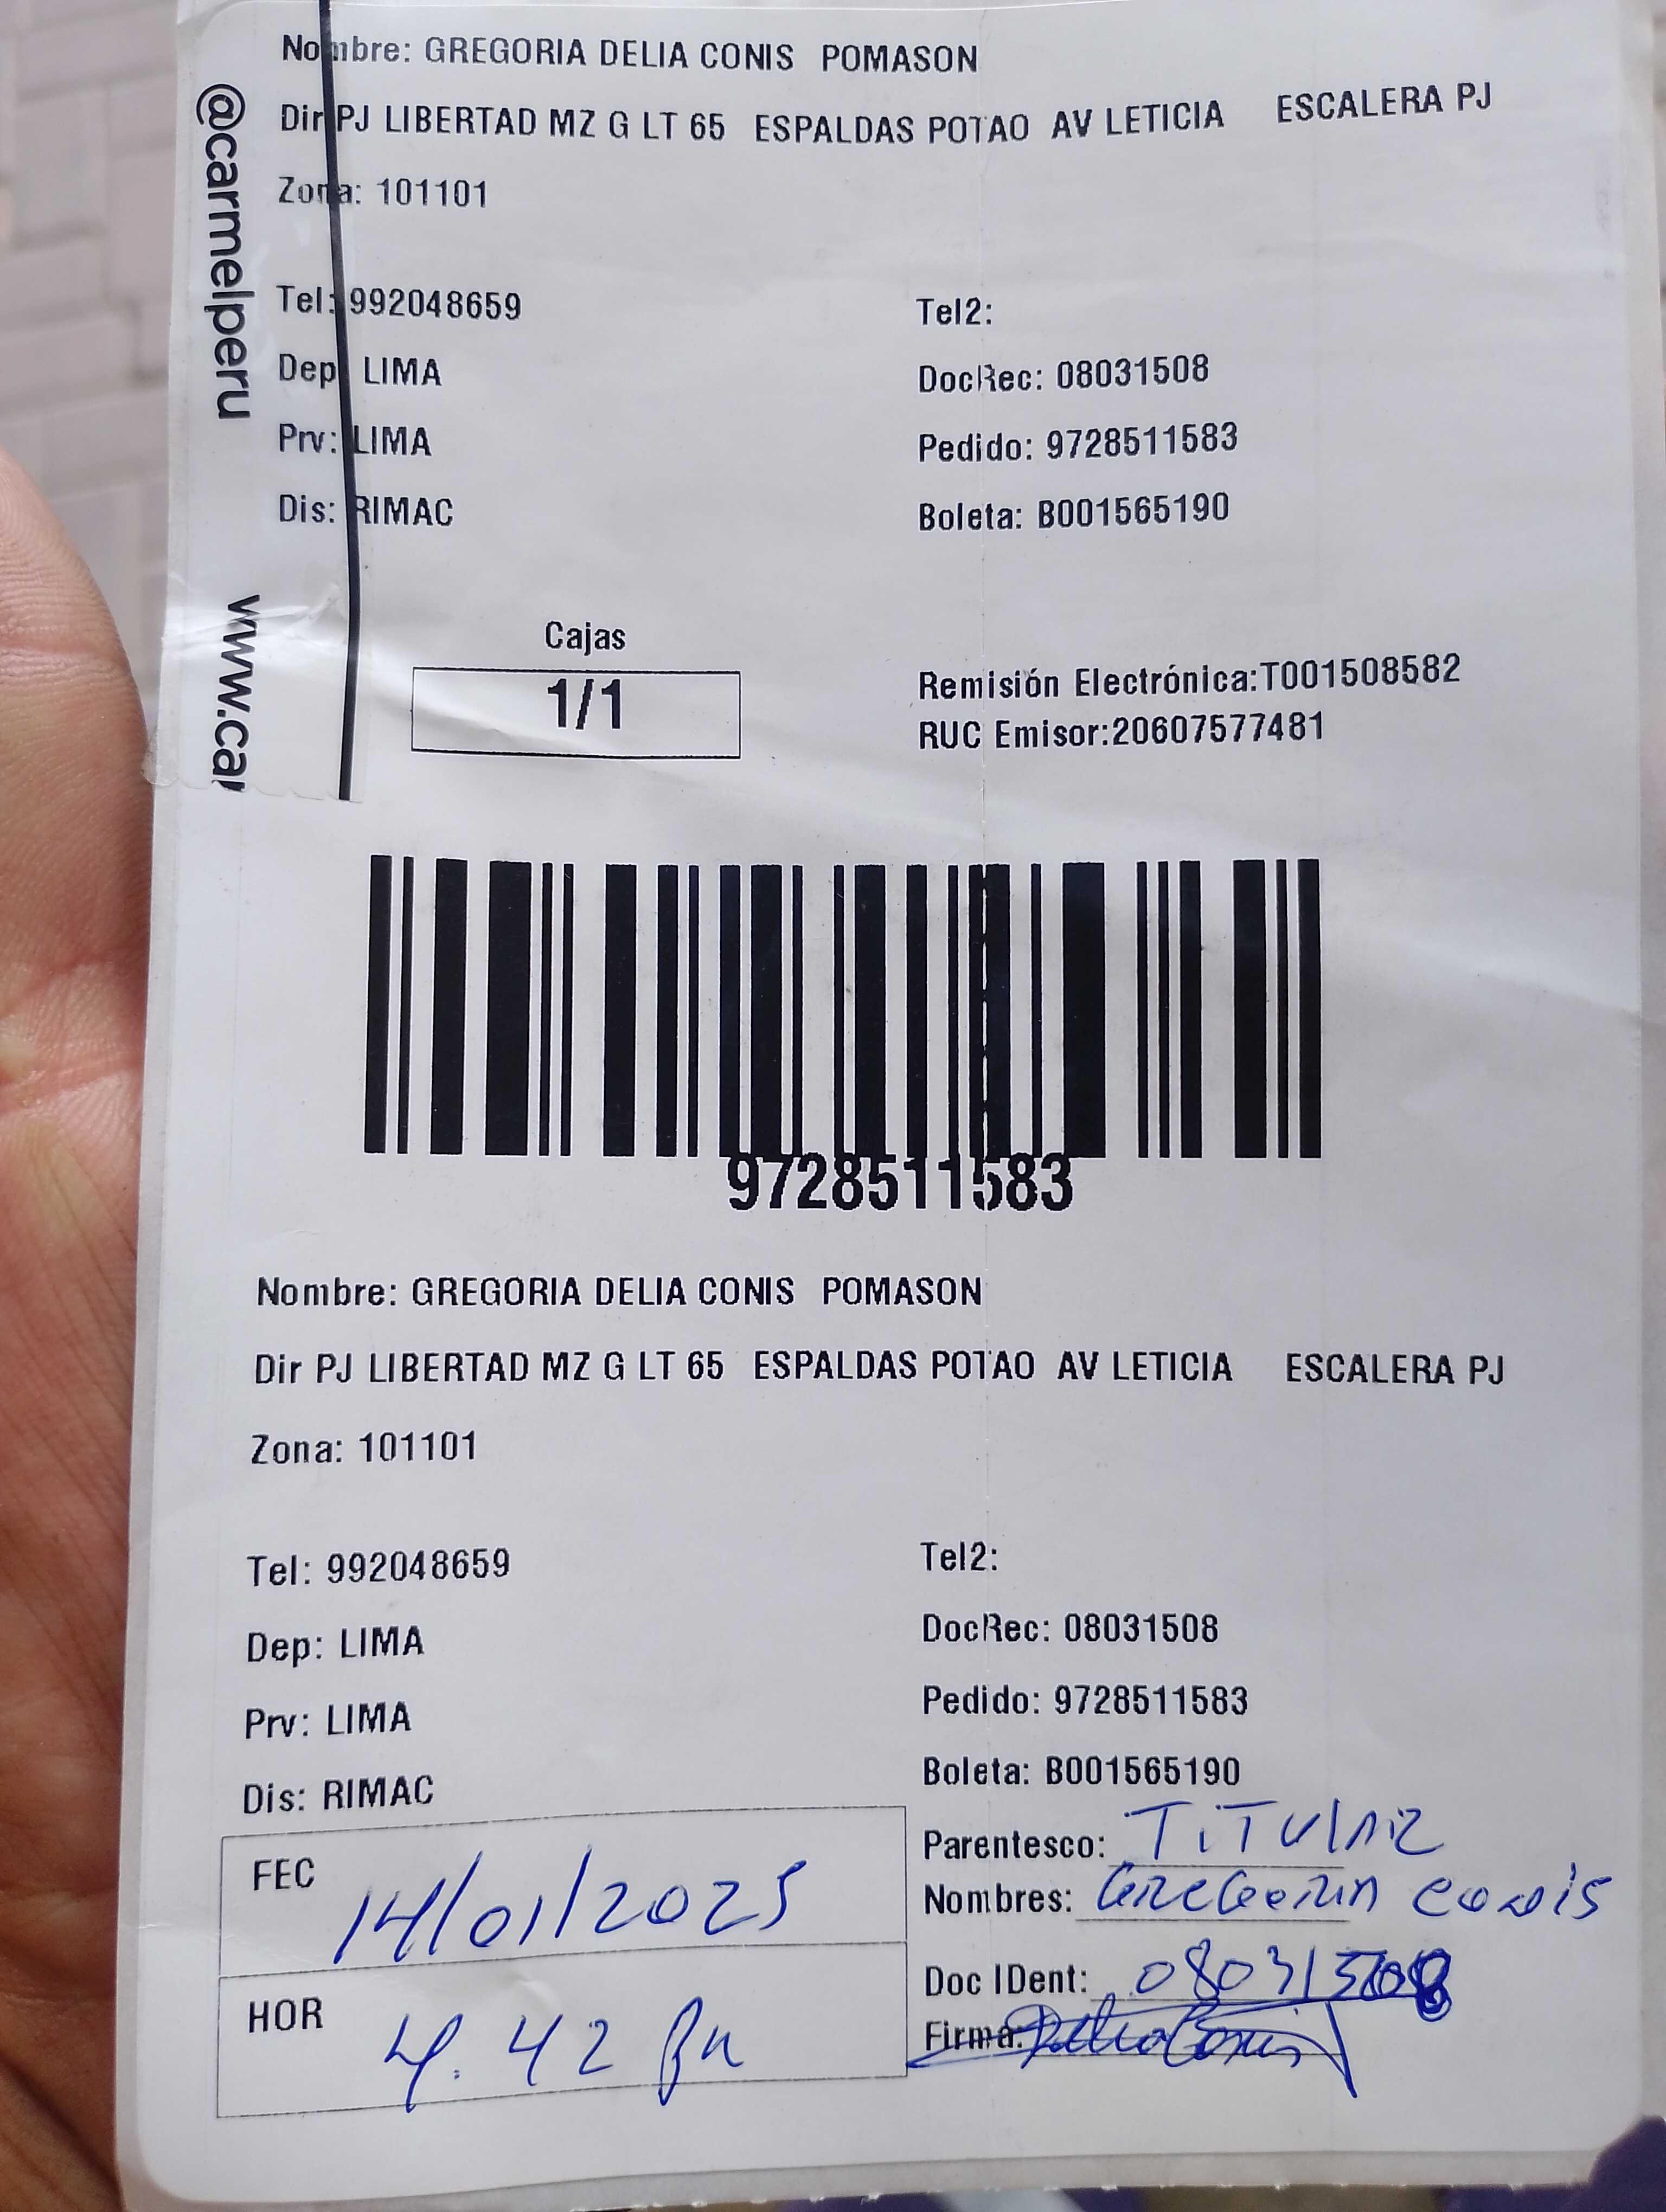 Nombre: GREGORIA DELIA CONIS POMASON
Dir PJ LIBERTAD MZ G LT 65 ESPALDAS POTAO AV LETICIA ESCALERA PJ
Zona: 101101
Tel: 992048659 Tel2:
Dep LIMA DocRec: 08031508
Prv: LIMA Pedido: 9728511583
Dis: RIMAC Boleta: B001565190
@carmelperu
www.ca
Cajas
1/1
Remisión Electrónica:T001508582
RUC Emisor:20607577481
9728511583
Nombre: GREGORIA DELIA CONIS POMASON
Dir PJ LIBERTAD MZ G LT 65 ESPALDAS POTAO AV LETICIA ESCALERA PJ
Zona: 101101
Tel: 992048659 Tel2:
Dep: LIMA DocRec: 08031508
Prv: LIMA Pedido: 9728511583
Dis: RIMAC Boleta: B001565190
FEC 14/01/2025
HOR 4.42 Pm
Parentesco: TiTULAR
Nombres: GREGORIA CONIS
Doc IDent: 08031508
Firma: Delia Conis